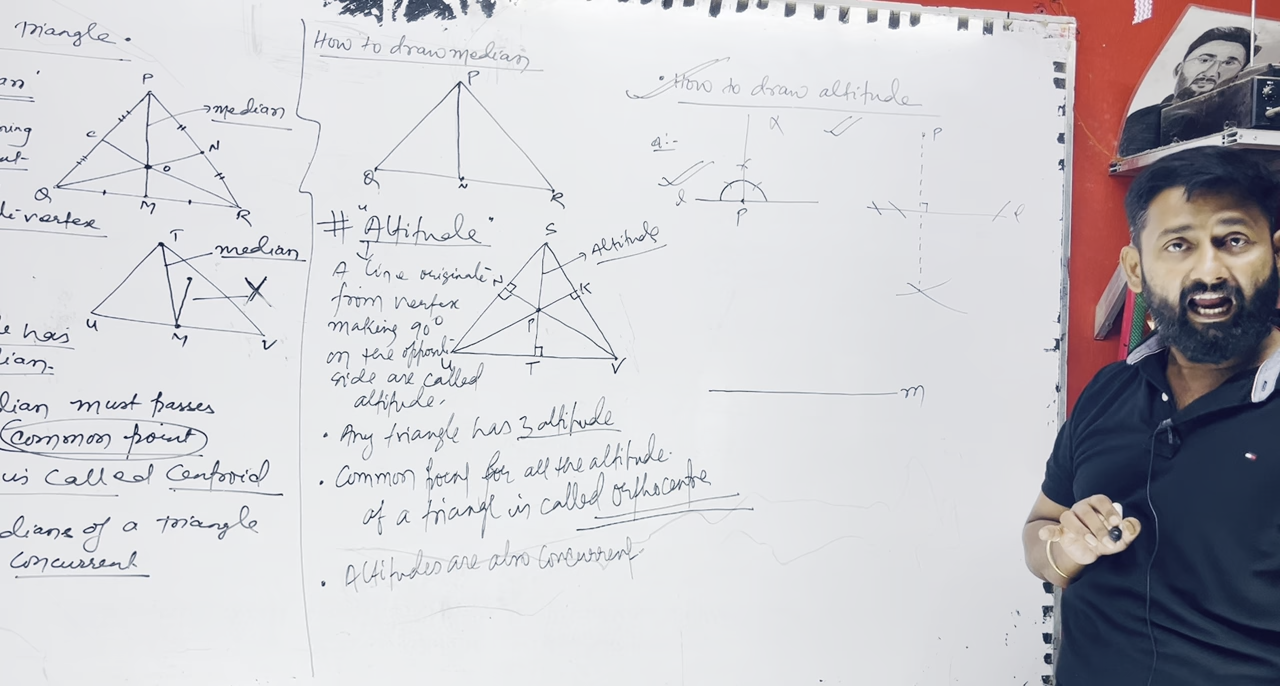 Triangle.
P
median
C
N
O
Q
M
R
vertex
T
median
U
M
V
has
dian.
dian must passes
common point
is called Centroid
dians of a triangle
concurrent
How to draw median
P
Q
N
R
# "Altitude"
A line originate
from vertex
making 90°
on the opposite
side are called
altitude.
S
Altitude
N
K
P
U
T
V
• Any triangle has 3 altitude
• Common point for all the altitude.
of a triangle is called Orthocentre
• Altitudes are also concurrent
• How to draw altitude
a:-
l
P
P
l
m